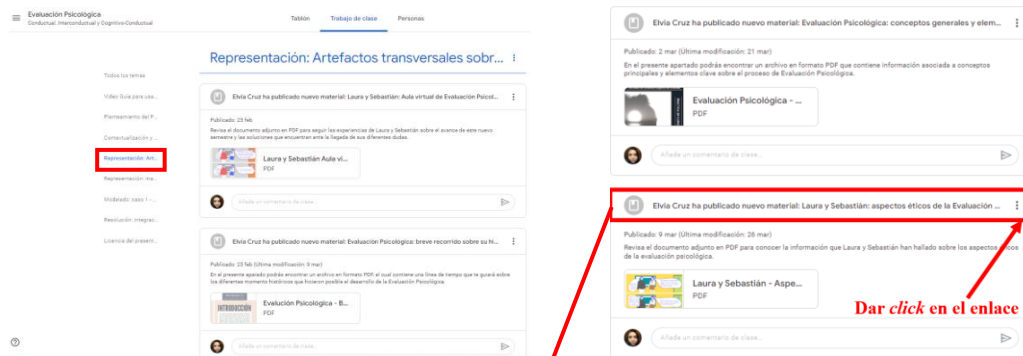 Evaluación Psicológica
Conductual: Interconductual y Cognitivo-Conductual
Tablón
Trabajo de clase
Personas
Representación: Artefactos transversales sobr...
Todos los temas
Video Guía para usa...
Planteamiento del P...
Contextualización y ...
Representación: Art...
Representación: ma...
Modelado: caso 1 - ...
Resolución: Integrac...
Licencia del present...
Elvia Cruz ha publicado nuevo material: Laura y Sebastián: Aula virtual de Evaluación Psicol...
Publicado: 23 feb
Revisa el documento adjunto en PDF para seguir las experiencias de Laura y Sebastián sobre el avance de este nuevo
semestre y las soluciones que encuentran ante la llegada de sus diferentes dudas.
Laura y Sebastián Aula vi...
PDF
Añade un comentario de clase...
Elvia Cruz ha publicado nuevo material: Evaluación Psicológica: breve recorrido sobre su hi...
Publicado: 23 feb (Última modificación: 9 mar)
En el presente apartado podrás encontrar un archivo en formato PDF, el cual contiene una línea de tiempo que te guiará sobre
los diferentes momento históricos que hicieron posible el desarrollo de la Evaluación Psicológica.
INTRODUCCIÓN
Evalución Psicológica - B...
PDF
Añade un comentario de clase...
Elvia Cruz ha publicado nuevo material: Evaluación Psicológica: conceptos generales y elem...
Publicado: 2 mar (Última modificación: 21 mar)
En el presente apartado podrás encontrar un archivo en formato PDF que contiene información asociada a conceptos
principales y elementos clave sobre el proceso de Evaluación Psicológica.
Evaluación Psicológica - ...
PDF
Añade un comentario de clase...
Elvia Cruz ha publicado nuevo material: Laura y Sebastián: aspectos éticos de la Evaluación ...
Publicado: 9 mar (Última modificación: 26 mar)
Revisa el documento adjunto en PDF para conocer la información que Laura y Sebastián han hallado sobre los aspectos éticos
de la evaluación psicológica.
Laura y Sebastián - Aspe...
PDF
Dar click en el enlace
Añade un comentario de clase...